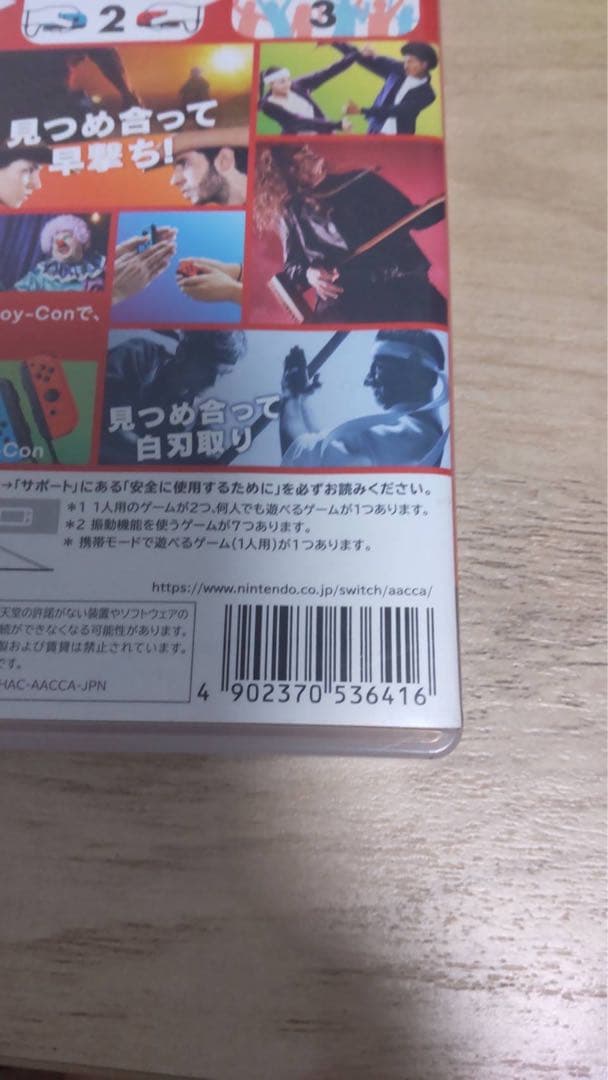 2
3
見つめ合って
早撃ち!
oy-Conで、
Con
見つめ合って
白刃取り
→「サポート」にある「安全に使用するために」を必ずお読みください。
*1 1人用のゲームが2つ、何人でも遊べるゲームが1つあります。
*2 振動機能を使うゲームが7つあります。
* 携帯モードで遊べるゲーム(1人用)が1つあります。
https://www.nintendo.co.jp/switch/aacca/
天堂の許諾がない装置やソフトウェアの
続ができなくなる可能性があります。
製および賃貸は禁止されています。
です。
HAC-AACCA-JPN
4 902370 536416